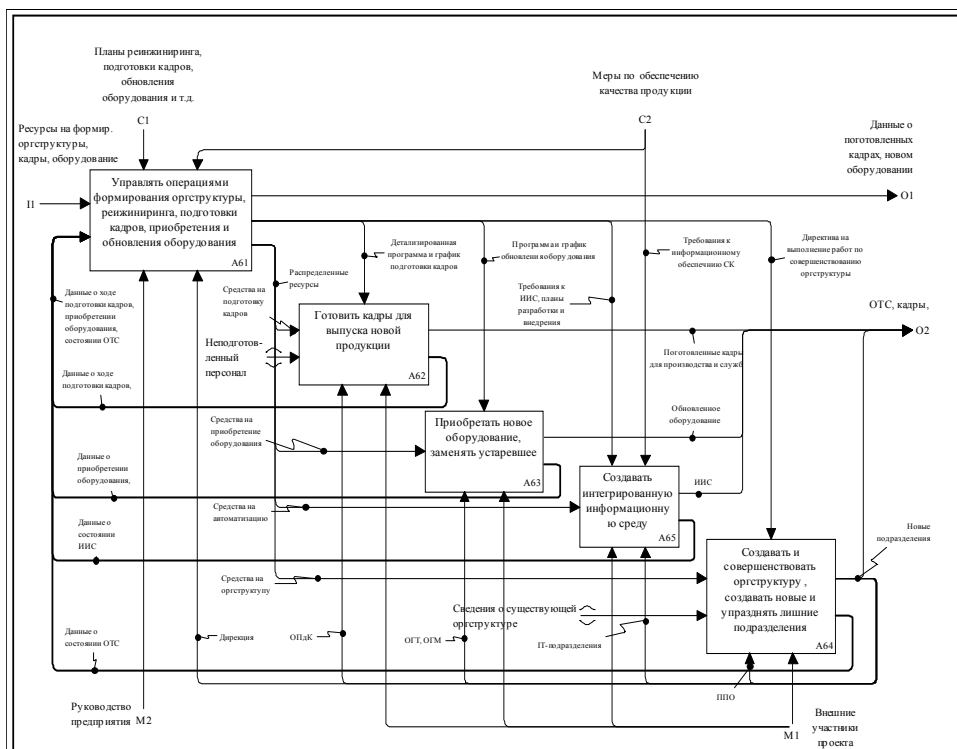 Планы реинжиниринга,
подготовки кадров,
обновления
оборудования и т.д.
C1
Меры по обеспечению
качества продукции
C2
Данные о
поготовленных
кадрах, новом
оборудовании
O1
Ресурсы на формир.
оргструктуры,
кадры, оборудование
I1
Управлять операциями
формирования оргструктуры,
реижиниринга, подготовки
кадров, приобретения и
обновления оборудования
A61
Детализированная
программа и график
подготовки кадров
Программа и график
обновления оборудования
Требования к
информационному
обеспечению СК
Директива на
выполнение работ по
совершенствованию
оргструктуры
Распределенные
ресурсы
Средства на
подготовку
кадров
Требования к
ИИС, планы
разработки и
внедрения
Данные о ходе
подготовки кадров,
приобретении
оборудования,
состоянии ОТС
ОТС, кадры,
O2
Готовить кадры для
выпуска новой
продукции
A62
Неподготов-
ленный
персонал
Поготовленные кадры
для производства и служб
Данные о ходе
подготовки кадров,
Средства на
приобретение
оборудования
Приобретать новое
оборудование,
заменять устаревшее
A63
Обновленное
оборудование
Данные о
приобретении
оборудования,
Создавать
интегрированную
информационну
ю среду
A65
ИИС
Средства на
автоматизацию
Данные о
состоянии
ИИС
Новые
подразделения
Создавать и
совершенствовать
оргструктуру ,
создавать новые и
упразднять лишние
подразделения
A64
Средства на
оргструктупу
Сведения о существующей
оргструктуре
Данные о
состоянии ОТС
Дирекция
ОПдК
ОГТ, ОГМ
IT-подразделения
ППО
Руководство
предприятия
M2
M1
Внешние
участники
проекта